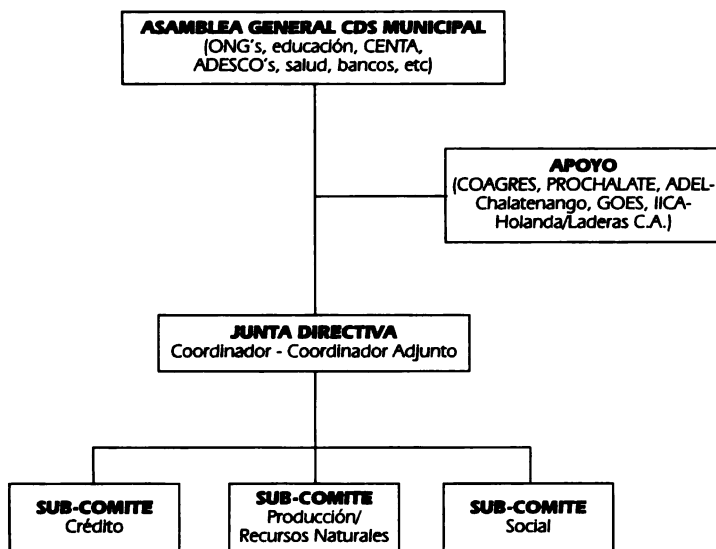 ASAMBLEA GENERAL CDS MUNICIPAL
(ONG's, educación, CENTA,
ADESCO's, salud, bancos, etc)
APOYO
(COAGRES, PROCHALATE, ADEL-
Chalatenango, GOES, IICA-
Holanda/Laderas C.A.)
JUNTA DIRECTIVA
Coordinador - Coordinador Adjunto
SUB-COMITE
Crédito
SUB-COMITE
Producción/
Recursos Naturales
SUB-COMITE
Social